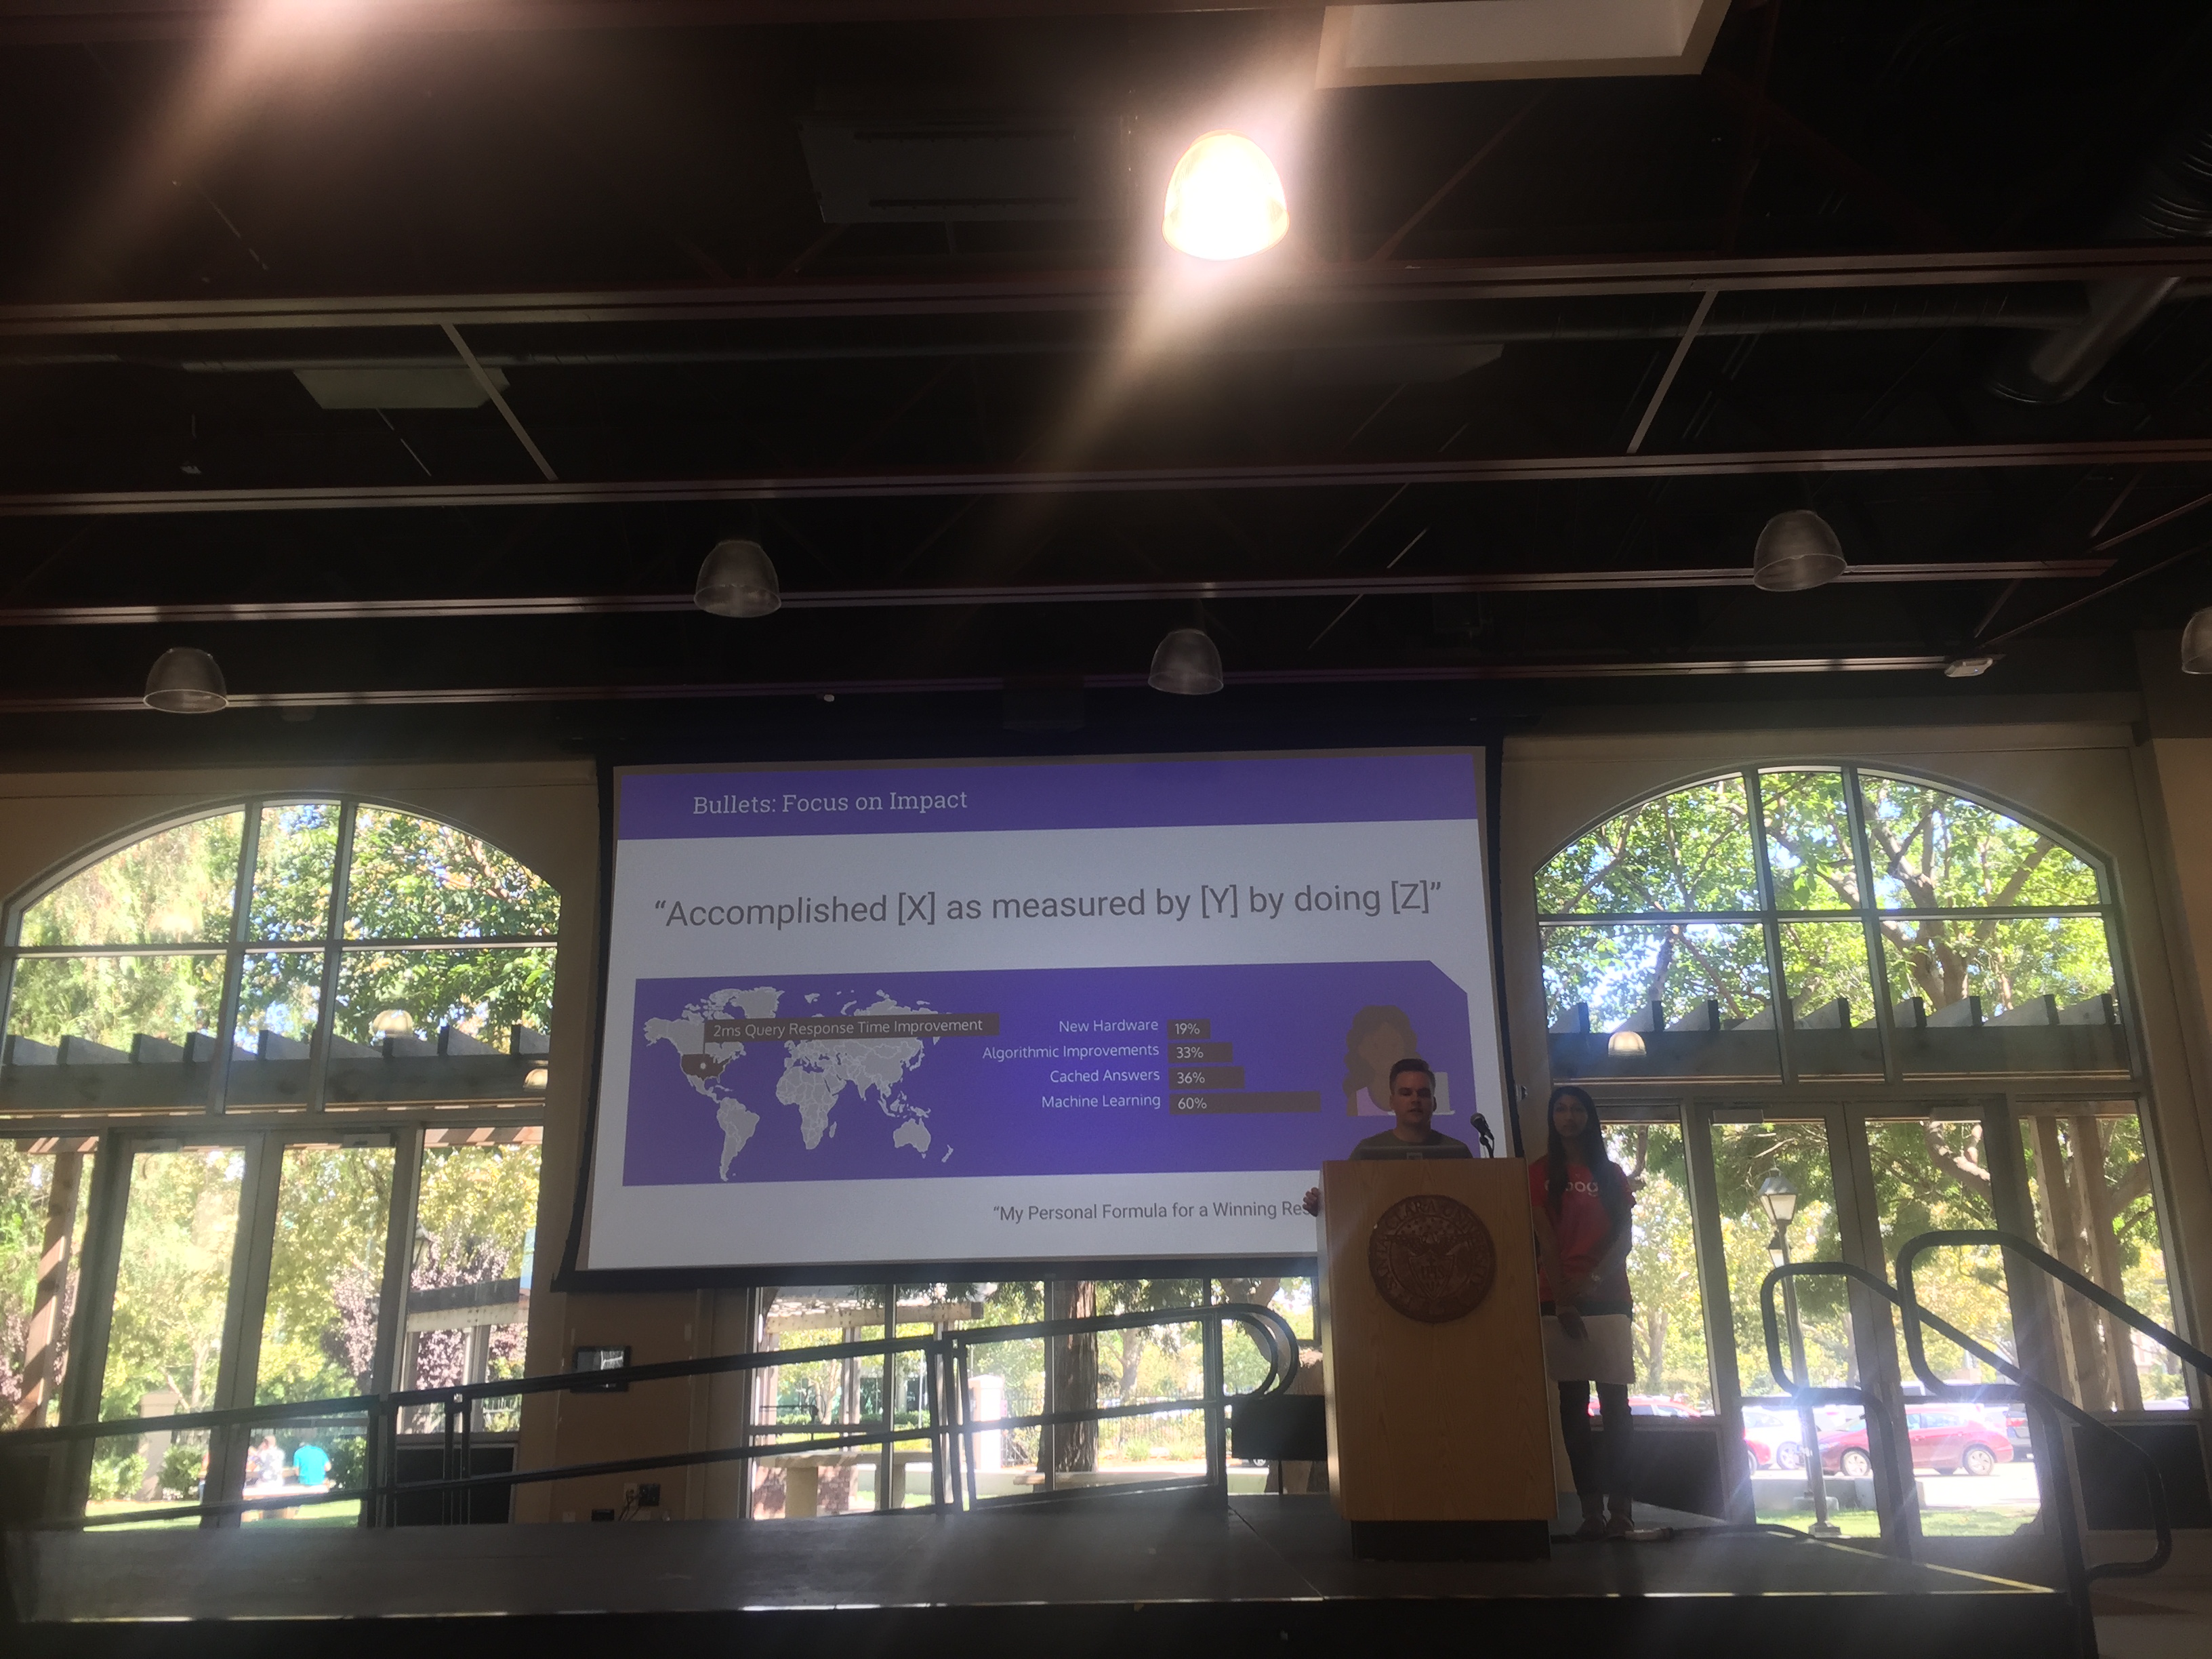 Bullets: Focus on Impact
“Accomplished [X] as measured by [Y] by doing [Z]”
2ms Query Response Time Improvement
New Hardware 19%
Algorithmic Improvements 33%
Cached Answers 36%
Machine Learning 60%
“My Personal Formula for a Winning Res